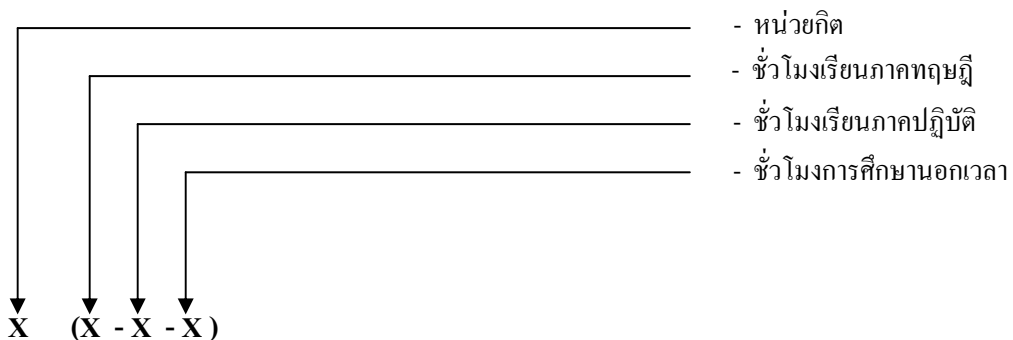 - หน่วยกิต
- ชั่วโมงเรียนภาคทฤษฎี
- ชั่วโมงเรียนภาคปฏิบัติ
- ชั่วโมงการศึกษานอกเวลา
X (X - X - X )